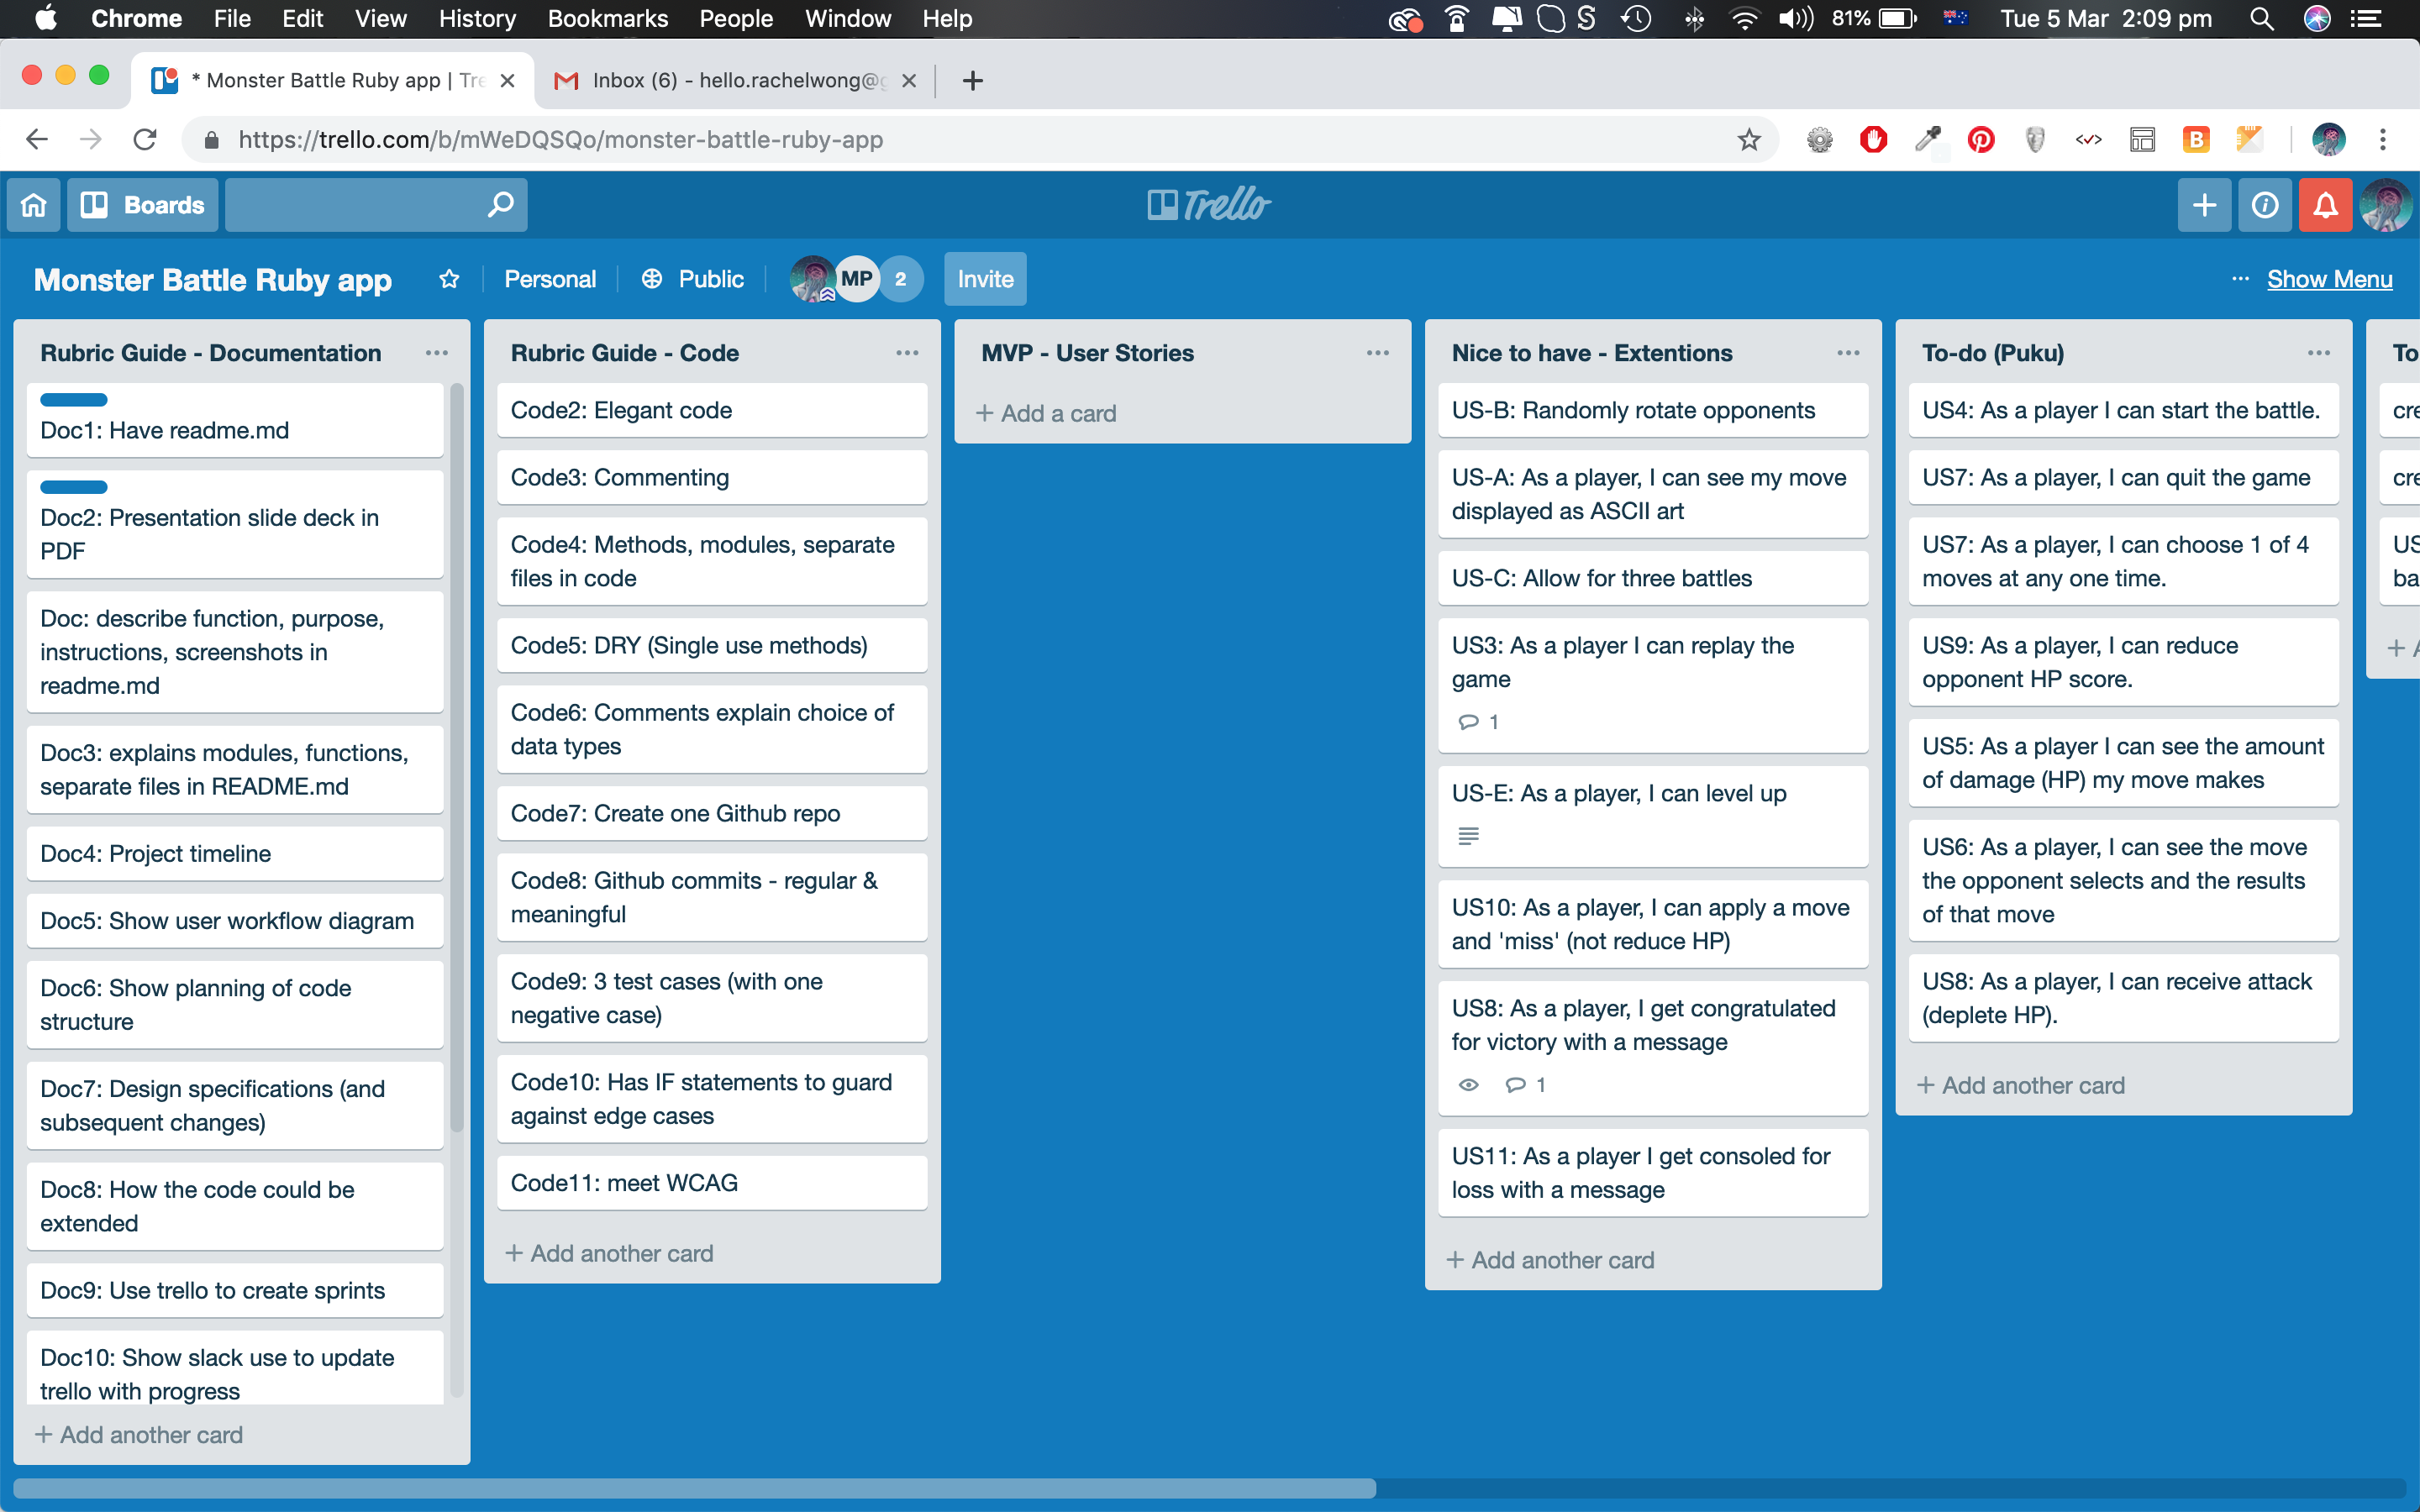 Chrome File Edit View History Bookmarks People Window Help 81% Tue 5 Mar 2:09 pm
* Monster Battle Ruby app | Tre
Inbox (6) - hello.rachelwong@g
https://trello.com/b/mWeDQSQo/monster-battle-ruby-app
Boards
Trello
Monster Battle Ruby app Personal Public MP 2 Invite ... Show Menu
Rubric Guide - Documentation
Doc1: Have readme.md
Doc2: Presentation slide deck in
PDF
Doc: describe function, purpose,
instructions, screenshots in
readme.md
Doc3: explains modules, functions,
separate files in README.md
Doc4: Project timeline
Doc5: Show user workflow diagram
Doc6: Show planning of code
structure
Doc7: Design specifications (and
subsequent changes)
Doc8: How the code could be
extended
Doc9: Use trello to create sprints
Doc10: Show slack use to update
trello with progress
+ Add another card
Rubric Guide - Code
Code2: Elegant code
Code3: Commenting
Code4: Methods, modules, separate
files in code
Code5: DRY (Single use methods)
Code6: Comments explain choice of
data types
Code7: Create one Github repo
Code8: Github commits - regular &
meaningful
Code9: 3 test cases (with one
negative case)
Code10: Has IF statements to guard
against edge cases
Code11: meet WCAG
+ Add another card
MVP - User Stories
+ Add a card
Nice to have - Extentions
US-B: Randomly rotate opponents
US-A: As a player, I can see my move
displayed as ASCII art
US-C: Allow for three battles
US3: As a player I can replay the
game
1
US-E: As a player, I can level up
US10: As a player, I can apply a move
and 'miss' (not reduce HP)
US8: As a player, I get congratulated
for victory with a message
1
US11: As a player I get consoled for
loss with a message
+ Add another card
To-do (Puku)
US4: As a player I can start the battle.
US7: As a player, I can quit the game
US7: As a player, I can choose 1 of 4
moves at any one time.
US9: As a player, I can reduce
opponent HP score.
US5: As a player I can see the amount
of damage (HP) my move makes
US6: As a player, I can see the move
the opponent selects and the results
of that move
US8: As a player, I can receive attack
(deplete HP).
+ Add another card
To
cre
cre
US
ba